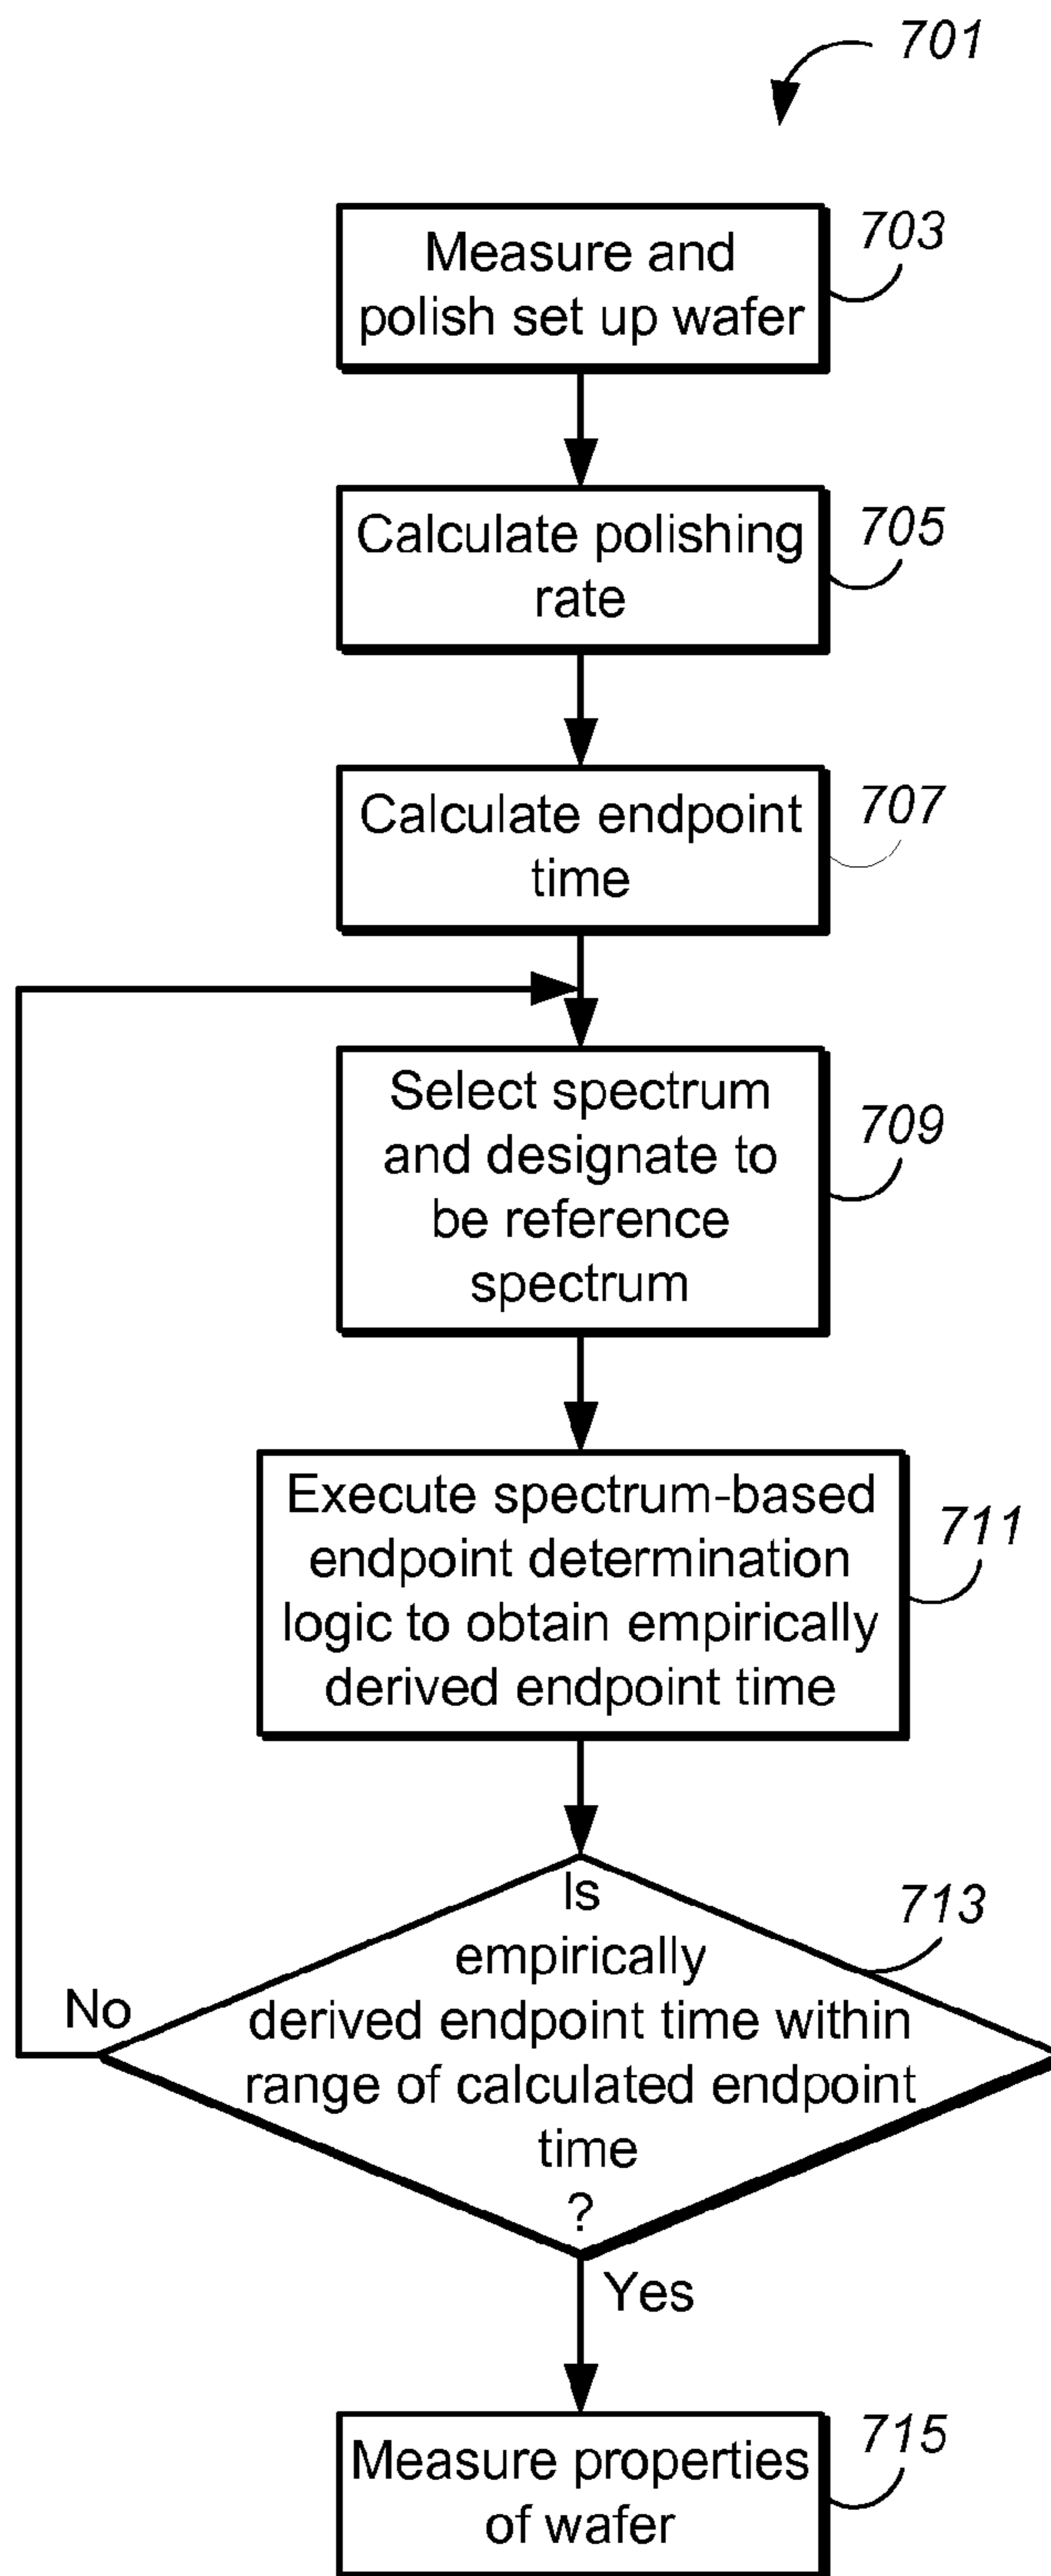 701
Measure and
polish set up wafer
703
Calculate polishing
rate
705
Calculate endpoint
time
707
Select spectrum
and designate to
be reference
spectrum
709
Execute spectrum-based
endpoint determination
logic to obtain empirically
derived endpoint time
711
Is
empirically
derived endpoint time within
range of calculated endpoint
time
?
713
No
Yes
Measure properties
of wafer
715